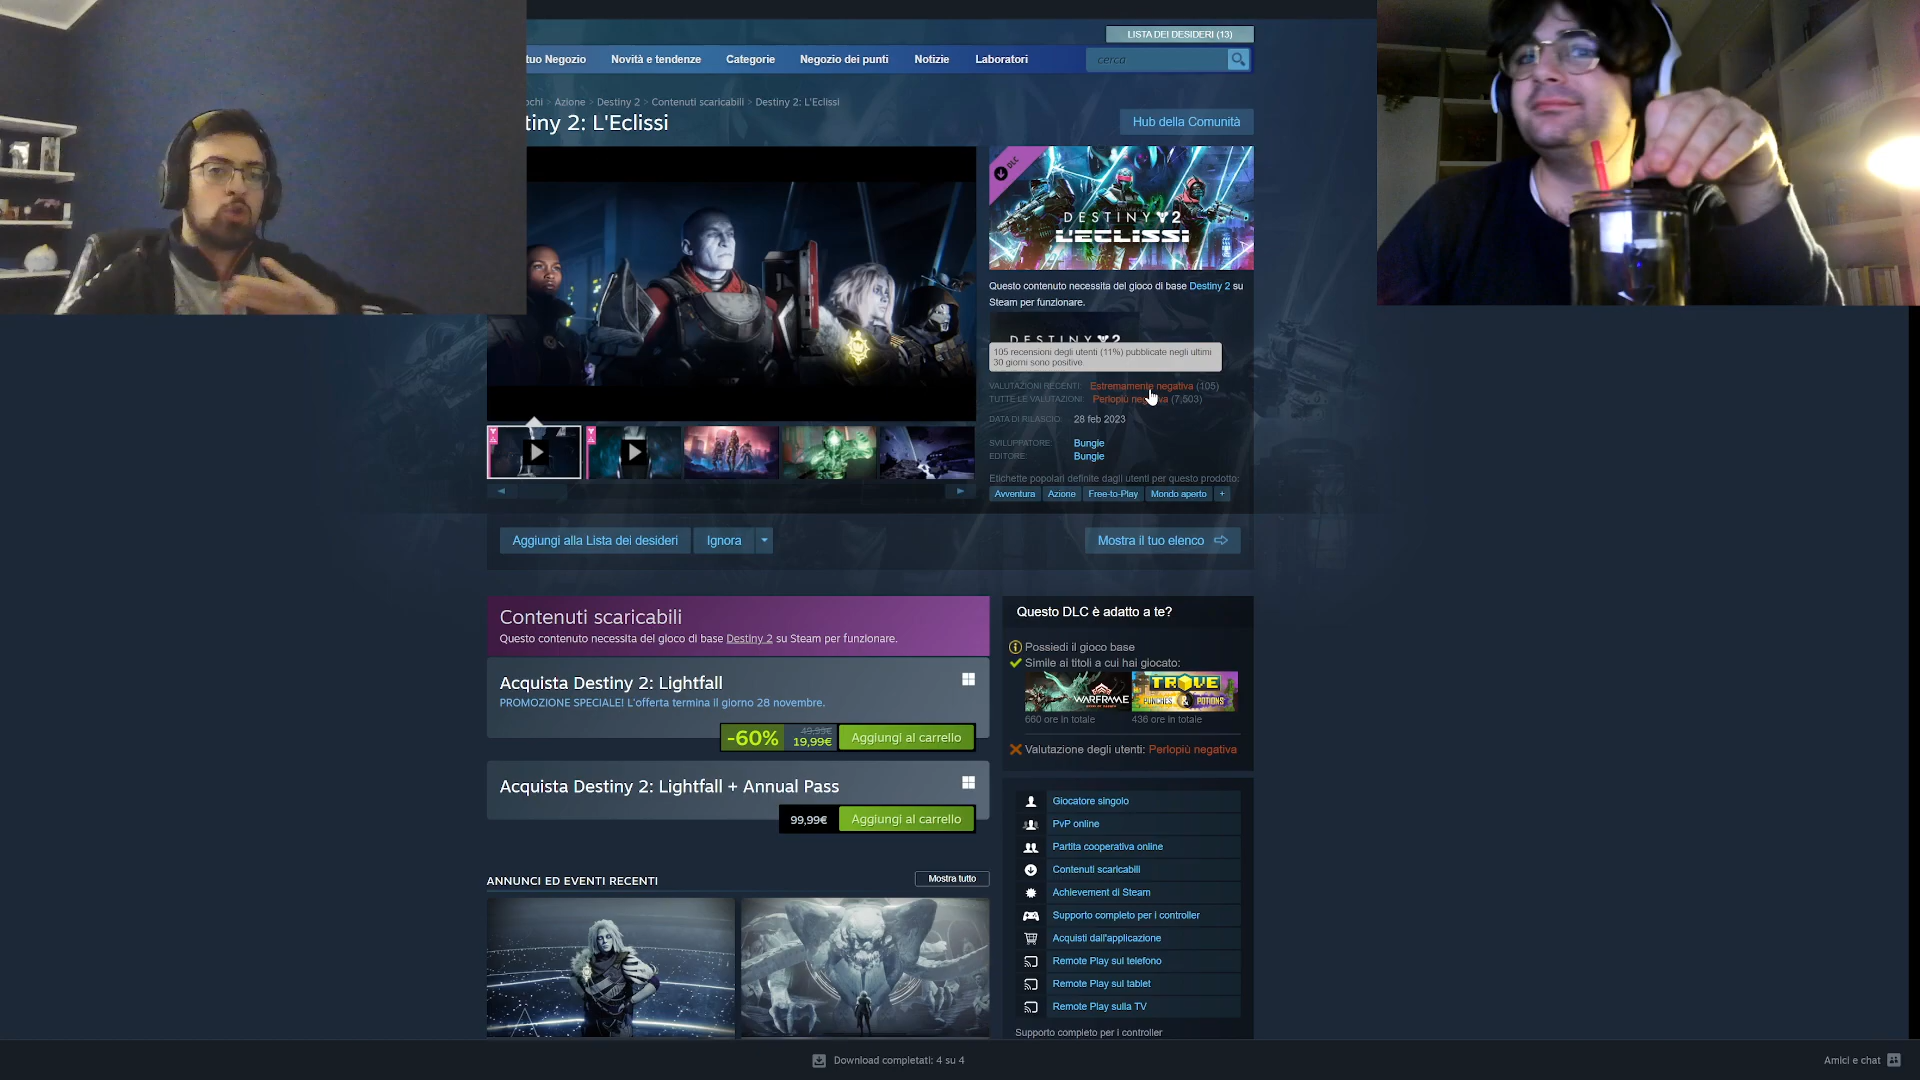 LISTA DEI DESIDERI (13)
tuo Negozio
Novità e tendenze
Categorie
Negozio dei punti
Notizie
Laboratori
cerca
ochi > Azione > Destiny 2 > Contenuti scaricabili > Destiny 2: L'Eclissi
tiny 2: L'Eclissi
Hub della Comunità
DLC
DESTINY 2
L'ECLISSI
Questo contenuto necessita del gioco di base Destiny 2 su
Steam per funzionare.
DESTINY 2
105 recensioni degli utenti (11%) pubblicate negli ultimi
30 giorni sono positive
VALUTAZIONI RECENTI: Estremamente negativa (105)
TUTTE LE VALUTAZIONI: Perlopiù negativa (7,503)
DATA DI RILASCIO: 28 feb 2023
SVILUPPATORE: Bungie
EDITORE: Bungie
Etichette popolari definite dagli utenti per questo prodotto:
Avventura
Azione
Free-to-Play
Mondo aperto
+
Aggiungi alla Lista dei desideri
Ignora
Mostra il tuo elenco
Contenuti scaricabili
Questo contenuto necessita del gioco di base Destiny 2 su Steam per funzionare.
Acquista Destiny 2: Lightfall
PROMOZIONE SPECIALE! L'offerta termina il giorno 28 novembre.
-60%
49,99€
19,99€
Aggiungi al carrello
Acquista Destiny 2: Lightfall + Annual Pass
99,99€
Aggiungi al carrello
ANNUNCI ED EVENTI RECENTI
Mostra tutto
Questo DLC è adatto a te?
Possiedi il gioco base
Simile ai titoli a cui hai giocato:
WARFRAME
TROVE
PUNCHES & POTIONS
660 ore in totale
436 ore in totale
Valutazione degli utenti: Perlopiù negativa
Giocatore singolo
PvP online
Partita cooperativa online
Contenuti scaricabili
Achievement di Steam
Supporto completo per i controller
Acquisti dall'applicazione
Remote Play sul telefono
Remote Play sul tablet
Remote Play sulla TV
Supporto completo per i controller
Download completati: 4 su 4
Amici e chat